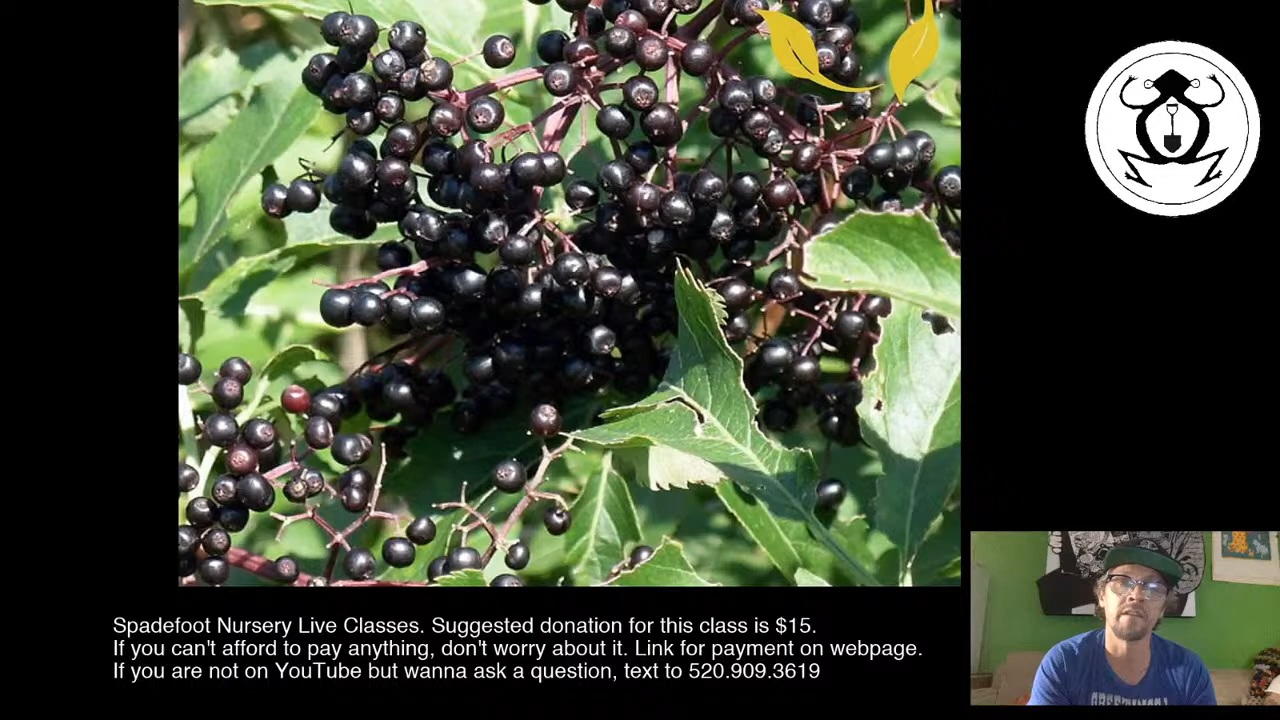 Spadefoot Nursery Live Classes. Suggested donation for this class is $15.
If you can't afford to pay anything, don't worry about it. Link for payment on webpage.
If you are not on YouTube but wanna ask a question, text to 520.909.3619
GREETINGS!